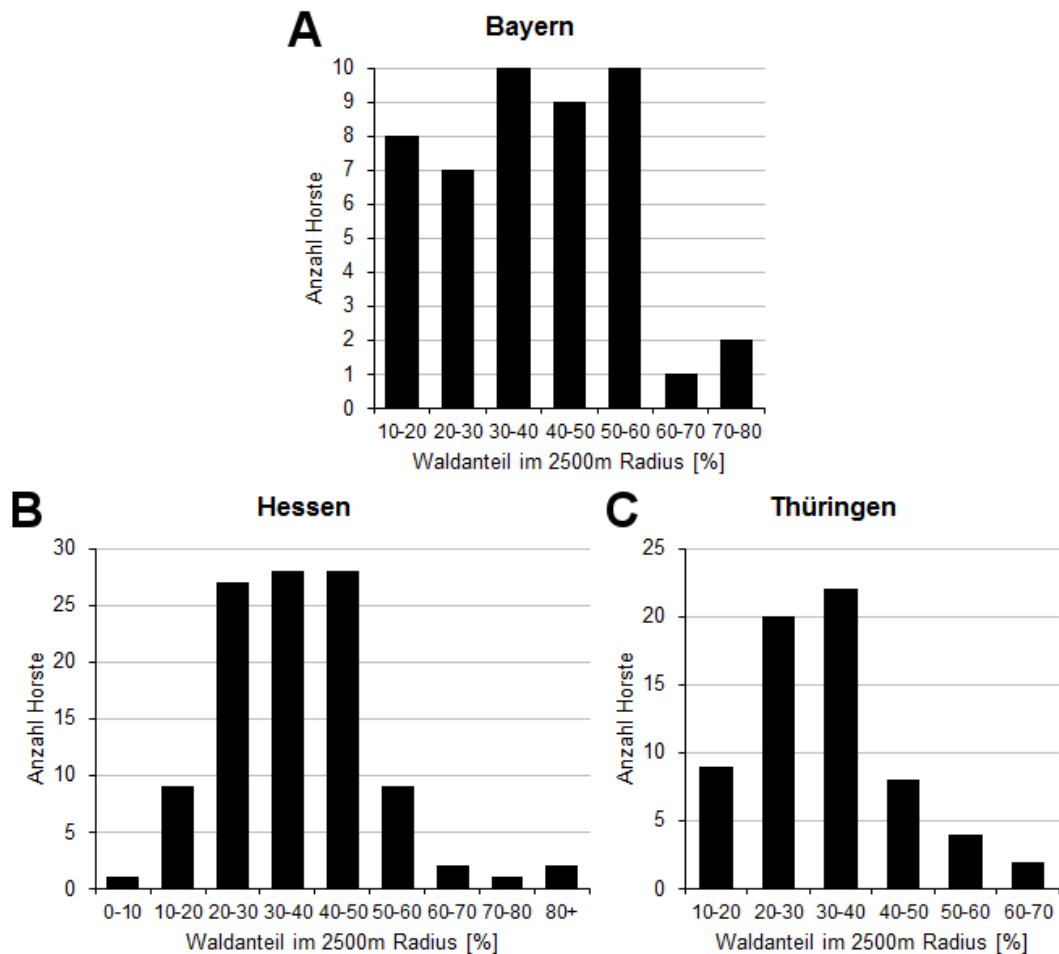 A Bayern
10
9
8
7
6
5
4
3
2
1
0
Anzahl Horste
10-20 20-30 30-40 40-50 50-60 60-70 70-80
Waldanteil im 2500m Radius [%]
B Hessen
30
25
20
15
10
5
0
Anzahl Horste
0-10 10-20 20-30 30-40 40-50 50-60 60-70 70-80 80+
Waldanteil im 2500m Radius [%]
C Thüringen
25
20
15
10
5
0
Anzahl Horste
10-20 20-30 30-40 40-50 50-60 60-70
Waldanteil im 2500m Radius [%]